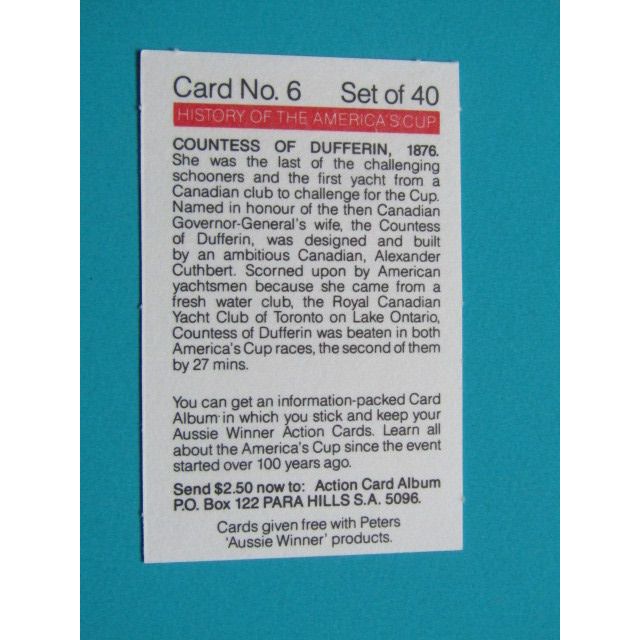 Card No. 6 Set of 40
HISTORY OF THE AMERICA'S CUP
COUNTESS OF DUFFERIN, 1876.
She was the last of the challenging
schooners and the first yacht from a
Canadian club to challenge for the Cup.
Named in honour of the then Canadian
Governor-General's wife, the Countess
of Dufferin, was designed and built
by an ambitious Canadian, Alexander
Cuthbert. Scorned upon by American
yachtsmen because she came from a
fresh water club, the Royal Canadian
Yacht Club of Toronto on Lake Ontario,
Countess of Dufferin was beaten in both
America's Cup races, the second of them
by 27 mins.
You can get an information-packed Card
Album in which you stick and keep your
Aussie Winner Action Cards. Learn all
about the America's Cup since the event
started over 100 years ago.
Send $2.50 now to: Action Card Album
P.O. Box 122 PARA HILLS S.A. 5096.
Cards given free with Peters
'Aussie Winner' products.